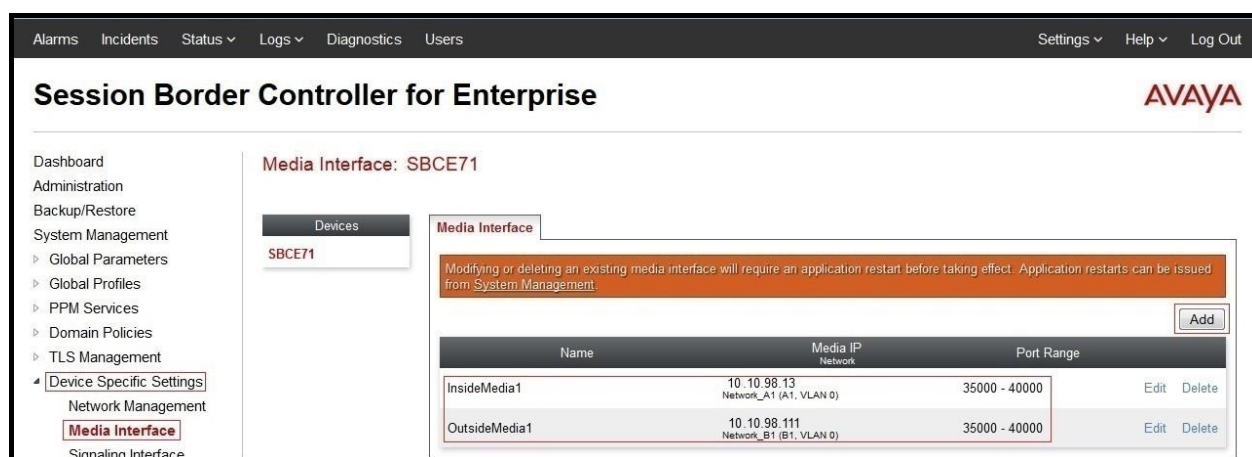 Alarms Incidents Status Logs Diagnostics Users Settings Help Log Out
Session Border Controller for Enterprise
AVAYA
Dashboard
Administration
Backup/Restore
System Management
Global Parameters
Global Profiles
PPM Services
Domain Policies
TLS Management
Device Specific Settings
Network Management
Media Interface
Signaling Interface
Media Interface: SBCE71
Devices
SBCE71
Media Interface
Modifying or deleting an existing media interface will require an application restart before taking effect. Application restarts can be issued
from System Management.
Add
Name Media IP Port Range
Network
InsideMedia1 10.10.98.13 35000 - 40000 Edit Delete
Network_A1 (A1, VLAN 0)
OutsideMedia1 10.10.98.111 35000 - 40000 Edit Delete
Network_B1 (B1, VLAN 0)